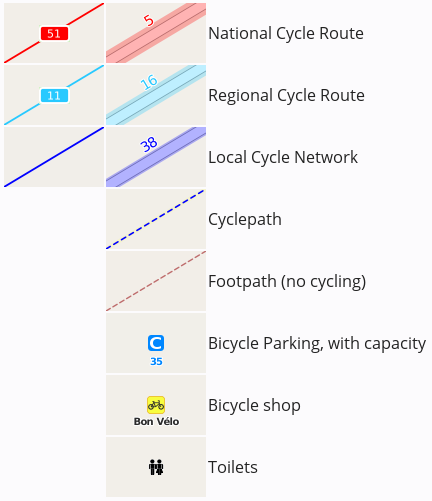 51 5 National Cycle Route
11 16 Regional Cycle Route
38 Local Cycle Network
Cyclepath
Footpath (no cycling)
C
35 Bicycle Parking, with capacity
Bicycle shop
Bon Vélo
Toilets